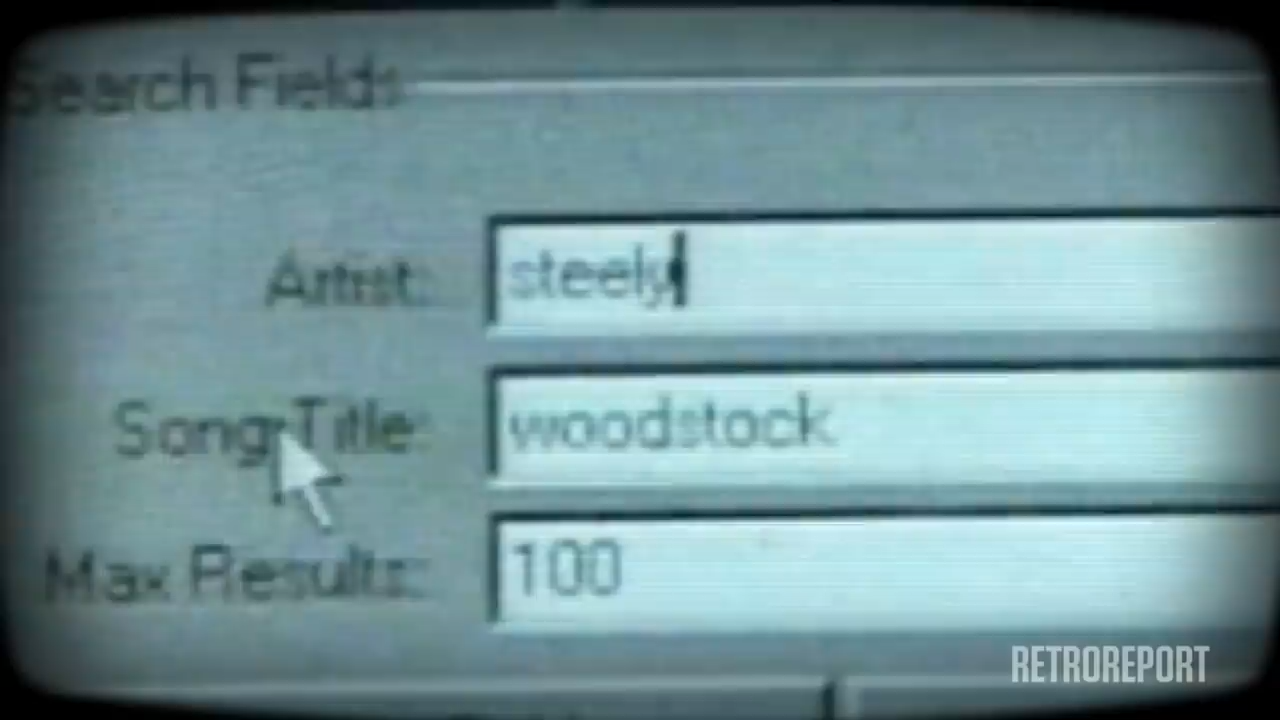 Search Fields
Artist: steely
Song Title: woodstock
Max Results: 100
RETROREPORT